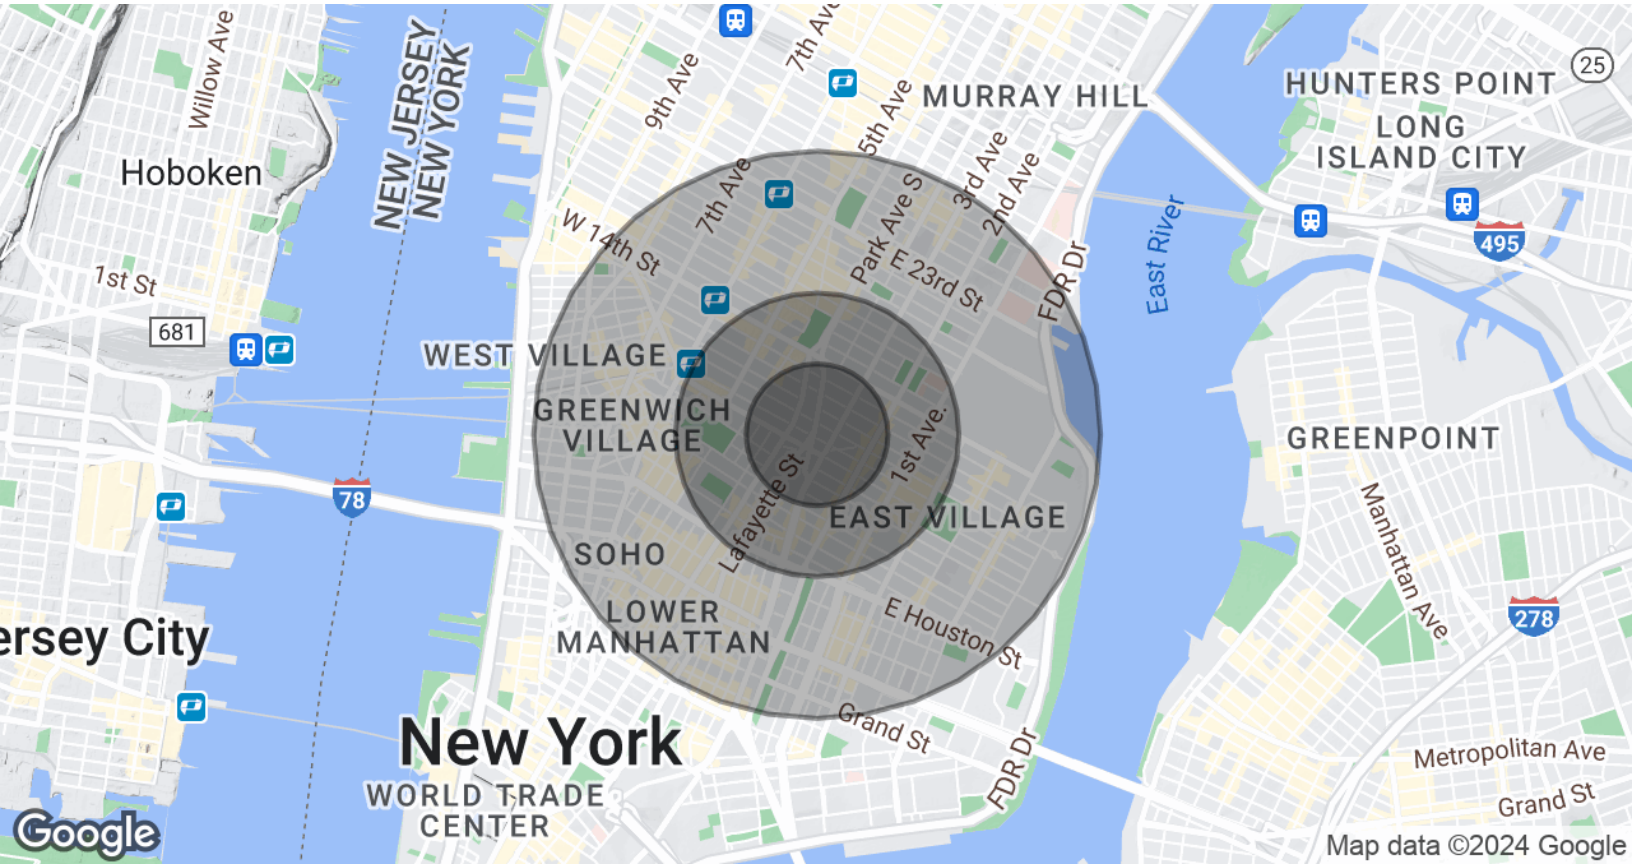 Willow Ave
NEW JERSEY
NEW YORK
9th Ave
7th Ave
5th Ave
MURRAY HILL
HUNTERS POINT
25
LONG
ISLAND CITY
Hoboken
7th Ave
3rd Ave
2nd Ave
Park Ave S
W 14th St
E 23rd St
FDR Dr
East River
495
1st St
681
WEST VILLAGE
GREENWICH
VILLAGE
1st Ave.
GREENPOINT
Lafayette St
78
EAST VILLAGE
Manhattan Ave
SOHO
LOWER
MANHATTAN
E Houston St
278
ersey City
New York
Grand St
FDR Dr
Metropolitan Ave
WORLD TRADE
CENTER
Grand St
Google
Map data ©2024 Google